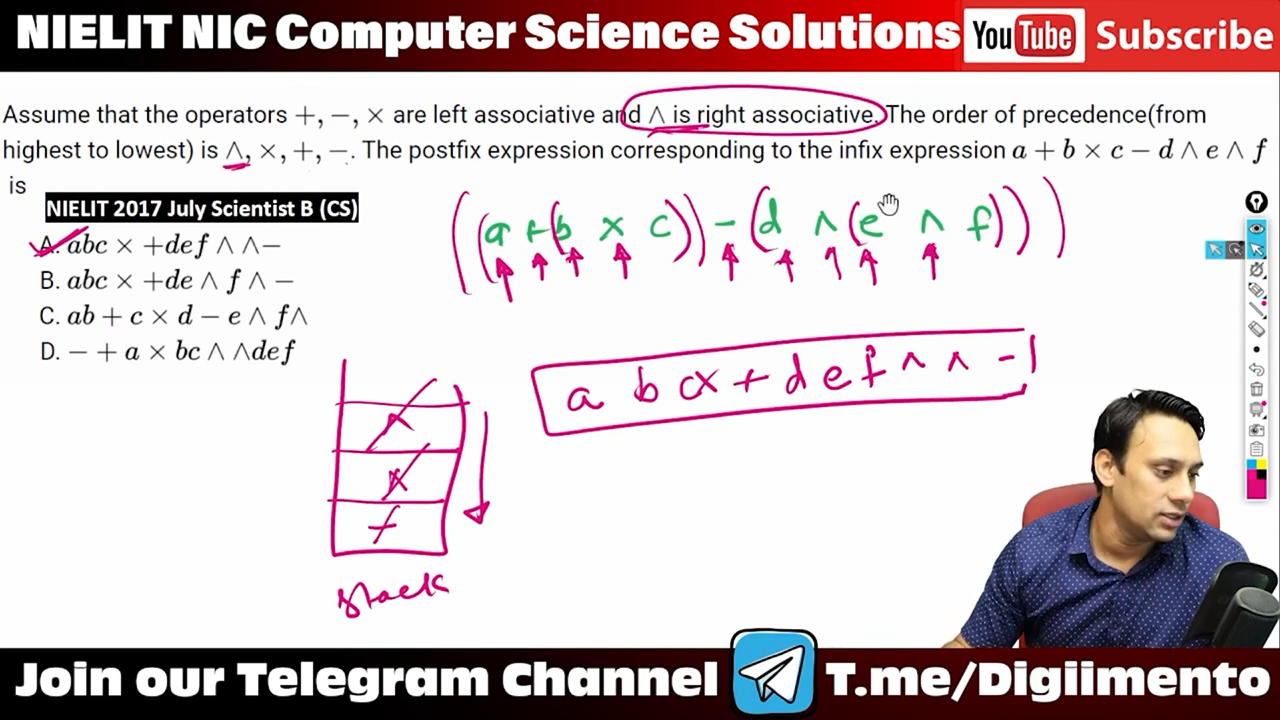 NIELIT NIC Computer Science Solutions YouTube Subscribe
Assume that the operators +, −, × are left associative and ∧ is right associative. The order of precedence(from
highest to lowest) is ∧, ×, +, −. The postfix expression corresponding to the infix expression a + b × c − d ∧ e ∧ f
is
NIELIT 2017 July Scientist B (CS)
((a + (b × c)) − (d ∧ (e ∧ f)))
A. abc × +def ∧ ∧−
B. abc × +de ∧ f ∧ −
C. ab + c × d − e ∧ f∧
D. − + a × bc ∧ ∧def
a b c × + d e f ∧ ∧ −
stack
Join our Telegram Channel T.me/Digiimento